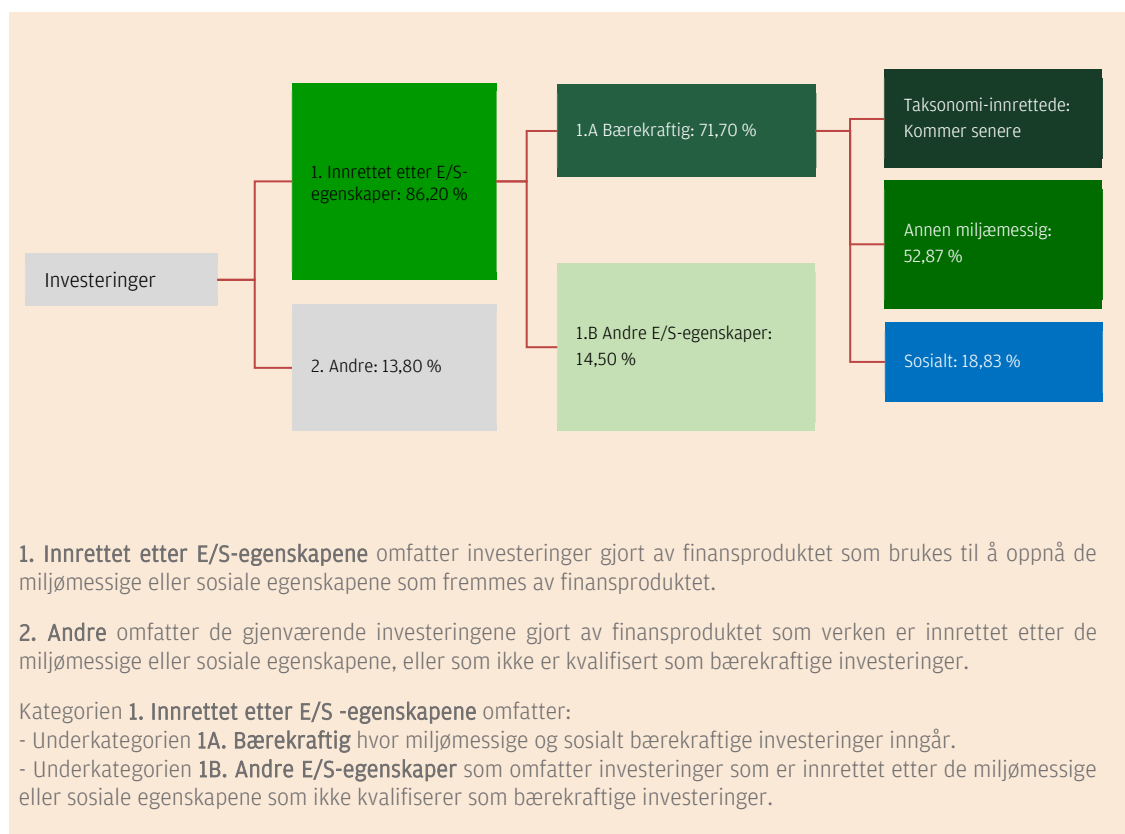 Investeringer
1. Innrettet etter E/S-
egenskaper: 86,20 %
2. Andre: 13,80 %
1.A Bærekraftig: 71,70 %
1.B Andre E/S-egenskaper:
14,50 %
Taksonomi-innrettede:
Kommer senere
Annen miljæmessig:
52,87 %
Sosialt: 18,83 %
1. Innrettet etter E/S-egenskapene omfatter investeringer gjort av finansproduktet som brukes til å oppnå de
miljømessige eller sosiale egenskapene som fremmes av finansproduktet.
2. Andre omfatter de gjenværende investeringene gjort av finansproduktet som verken er innrettet etter de
miljømessige eller sosiale egenskapene, eller som ikke er kvalifisert som bærekraftige investeringer.
Kategorien 1. Innrettet etter E/S -egenskapene omfatter:
- Underkategorien 1A. Bærekraftig hvor miljømessige og sosialt bærekraftige investeringer inngår.
- Underkategorien 1B. Andre E/S-egenskaper som omfatter investeringer som er innrettet etter de miljømessige
eller sosiale egenskapene som ikke kvalifiserer som bærekraftige investeringer.